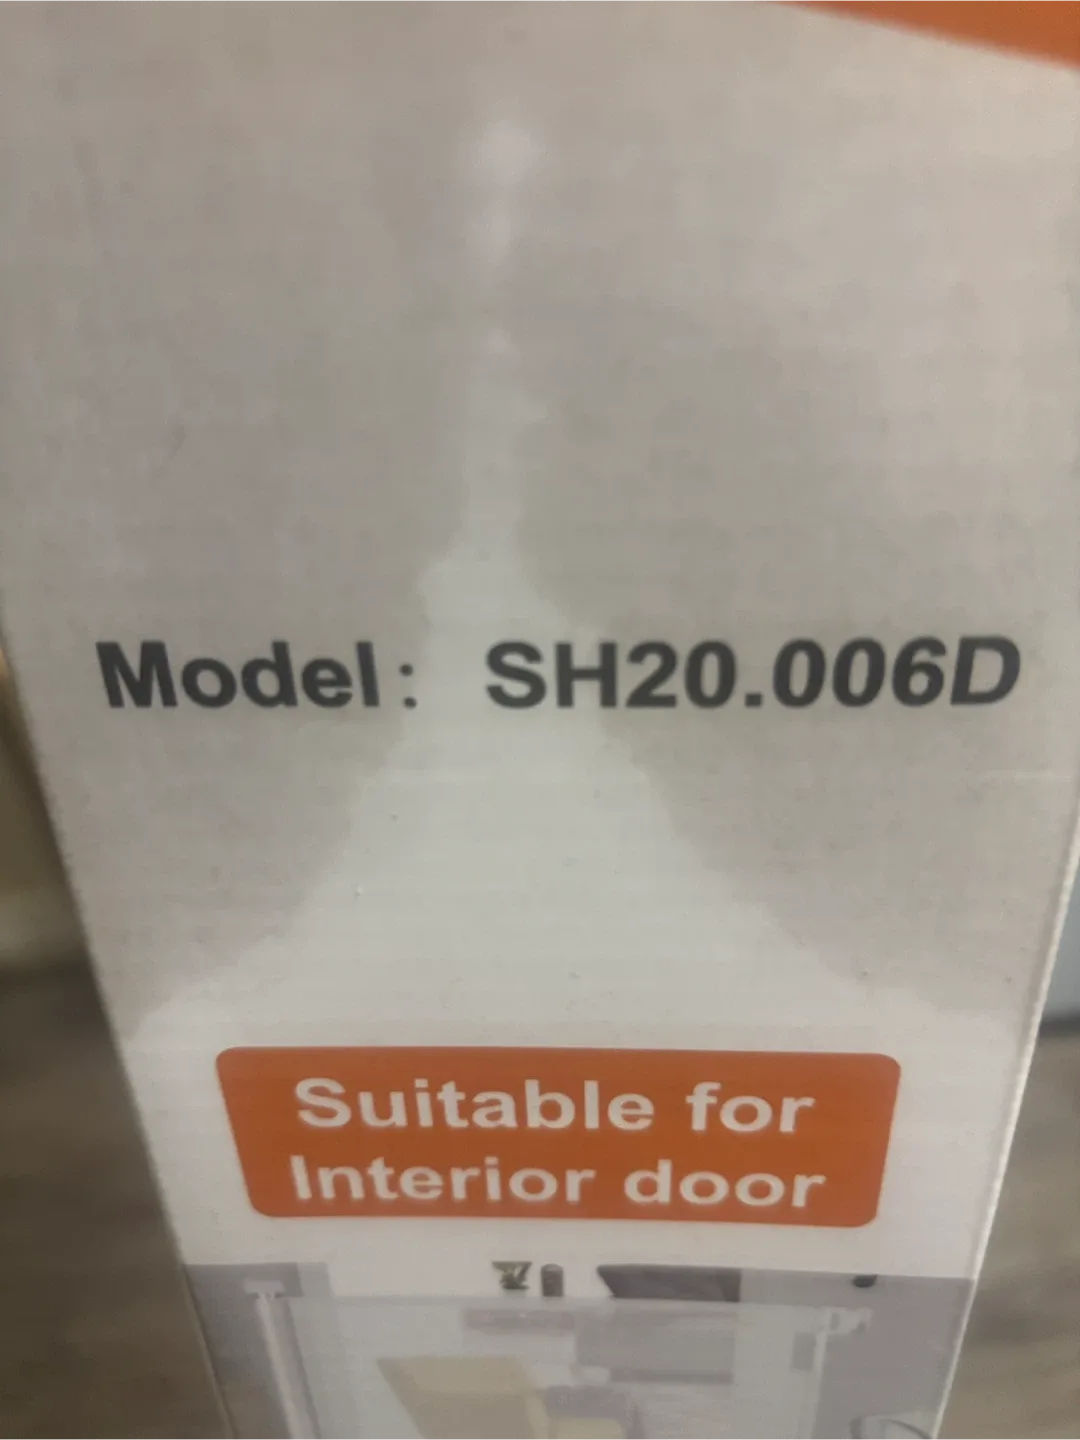 Model: SH20.006D
Suitable for
Interior door